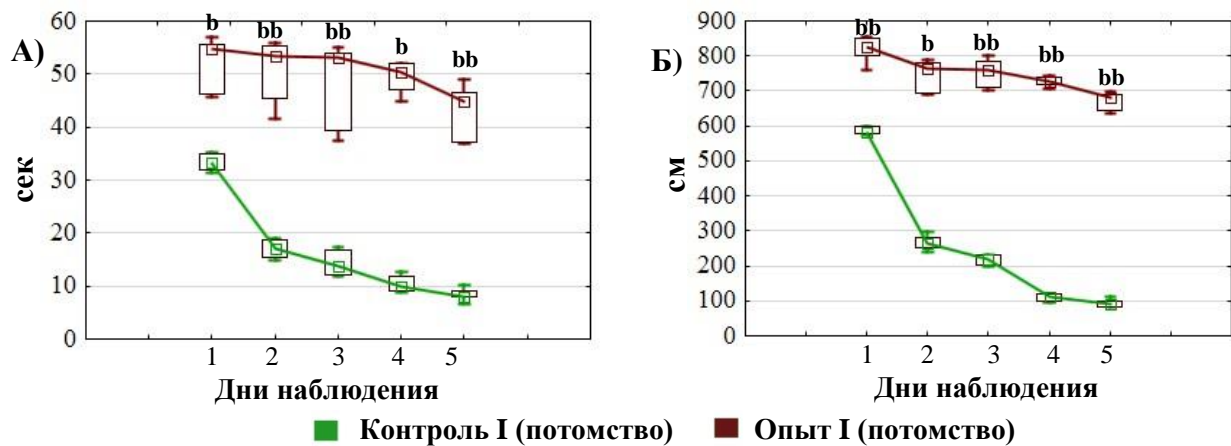 А)
сек
60
50
40
30
20
10
0
b
bb
bb
b
bb
1 2 3 4 5
Дни наблюдения
Б)
см
900
800
700
600
500
400
300
200
100
0
bb
b
bb
bb
bb
1 2 3 4 5
Дни наблюдения
Контроль I (потомство) Опыт I (потомство)